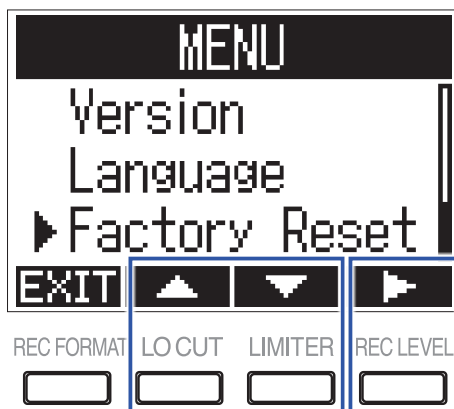 MENU
Version
Language
Factory Reset
EXIT
REC FORMAT LO CUT LIMITER REC LEVEL